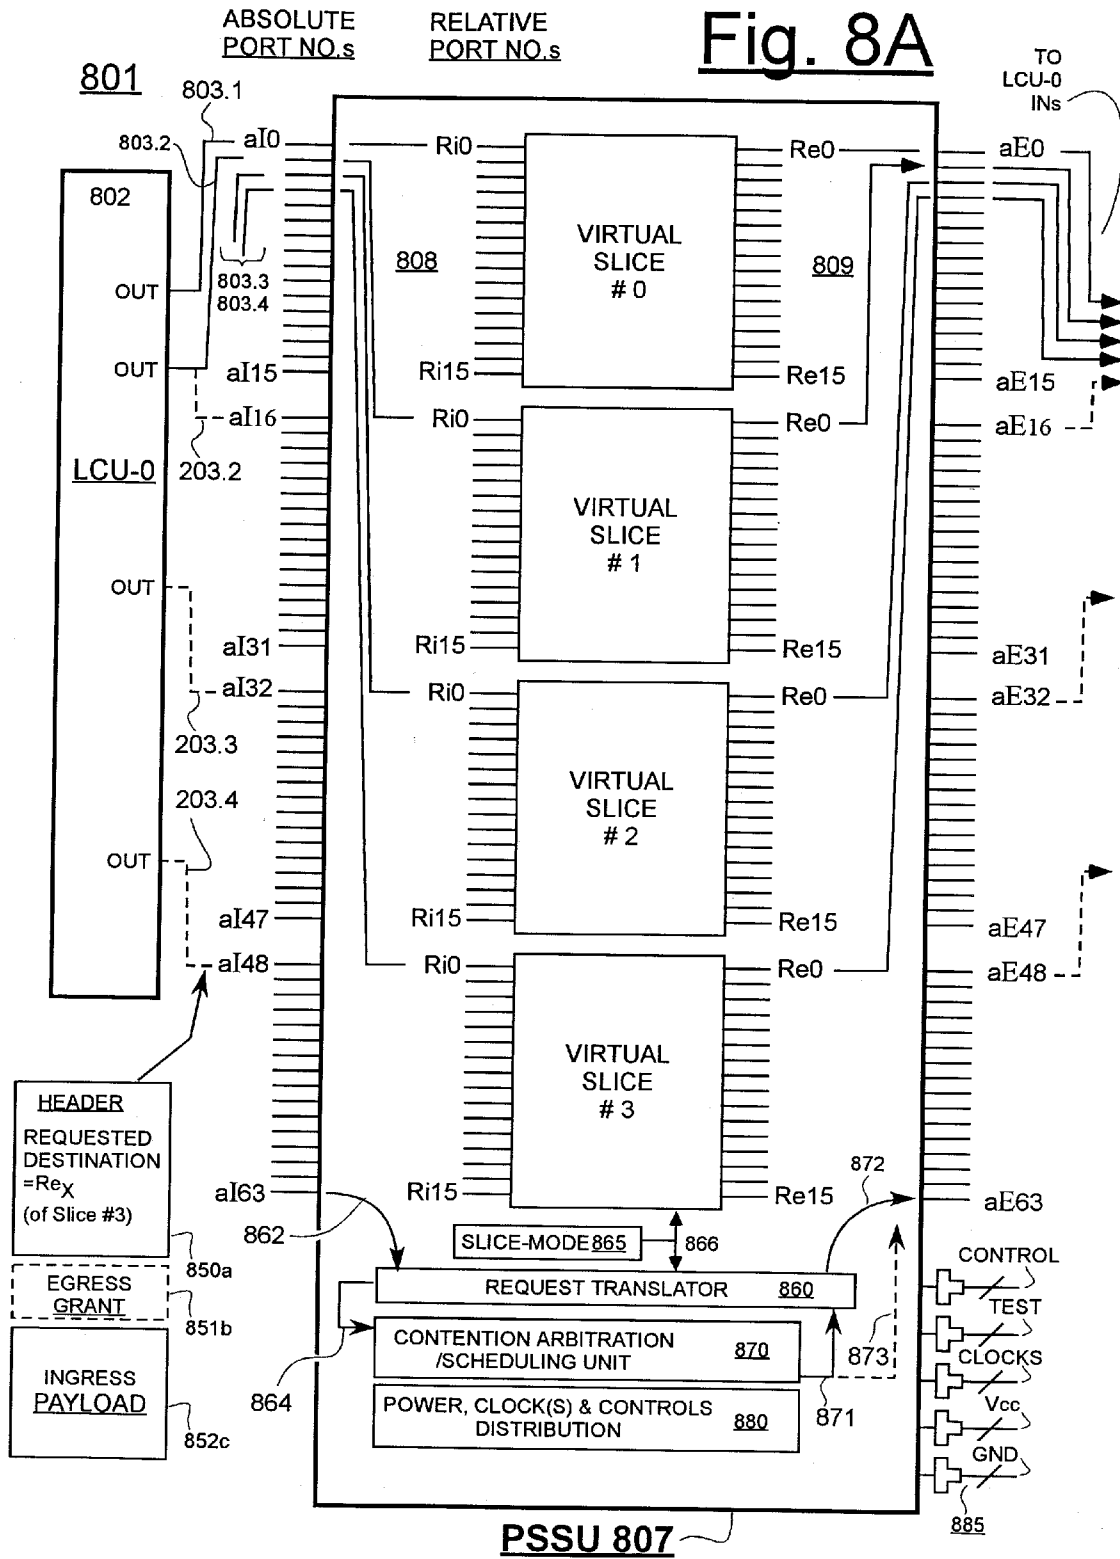 ABSOLUTE
PORT NO.s
RELATIVE
PORT NO.s
Fig. 8A
801
TO
LCU-0
INs
803.1
803.2
aI0
Ri0
Re0
aE0
802
VIRTUAL
SLICE
# 0
808
809
803.3
803.4
OUT
OUT
aI15
Ri15
Re15
aE15
aI16
Ri0
Re0
aE16
203.2
LCU-0
VIRTUAL
SLICE
# 1
OUT
aI31
Ri15
Re15
aE31
aI32
Ri0
Re0
aE32
203.3
VIRTUAL
SLICE
# 2
203.4
OUT
aI47
Ri15
Re15
aE47
aI48
Ri0
Re0
aE48
VIRTUAL
SLICE
# 3
HEADER
REQUESTED
DESTINATION
=ReX
(of Slice #3)
850a
aI63
Ri15
Re15
aE63
862
872
SLICE-MODE 865
866
REQUEST TRANSLATOR 860
EGRESS
GRANT
851b
CONTENTION ARBITRATION
/SCHEDULING UNIT
870
864
871
873
INGRESS
PAYLOAD
852c
POWER, CLOCK(S) & CONTROLS
DISTRIBUTION
880
CONTROL
TEST
CLOCKS
Vcc
GND
885
PSSU 807